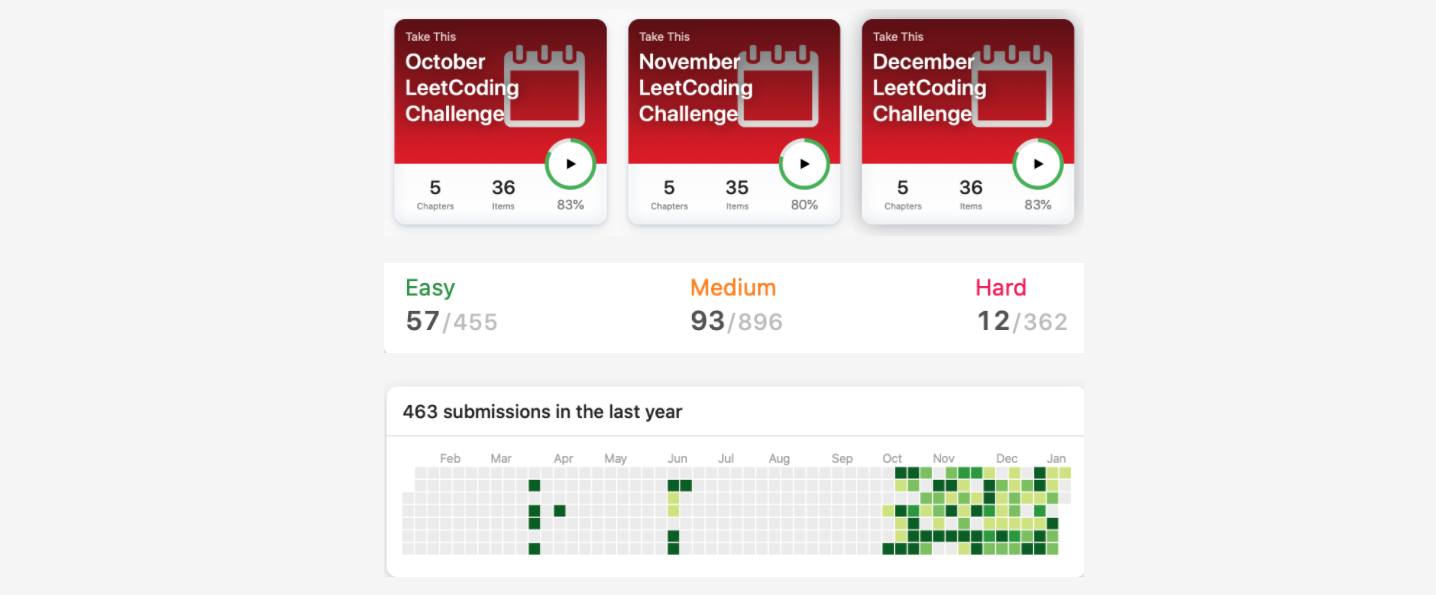 Take This
October
LeetCoding
Challenge
5
Chapters
36
Items
83%
Take This
November
LeetCoding
Challenge
5
Chapters
35
Items
80%
Take This
December
LeetCoding
Challenge
5
Chapters
36
Items
83%
Easy
57/455
Medium
93/896
Hard
12/362
463 submissions in the last year
Feb Mar Apr May Jun Jul Aug Sep Oct Nov Dec Jan